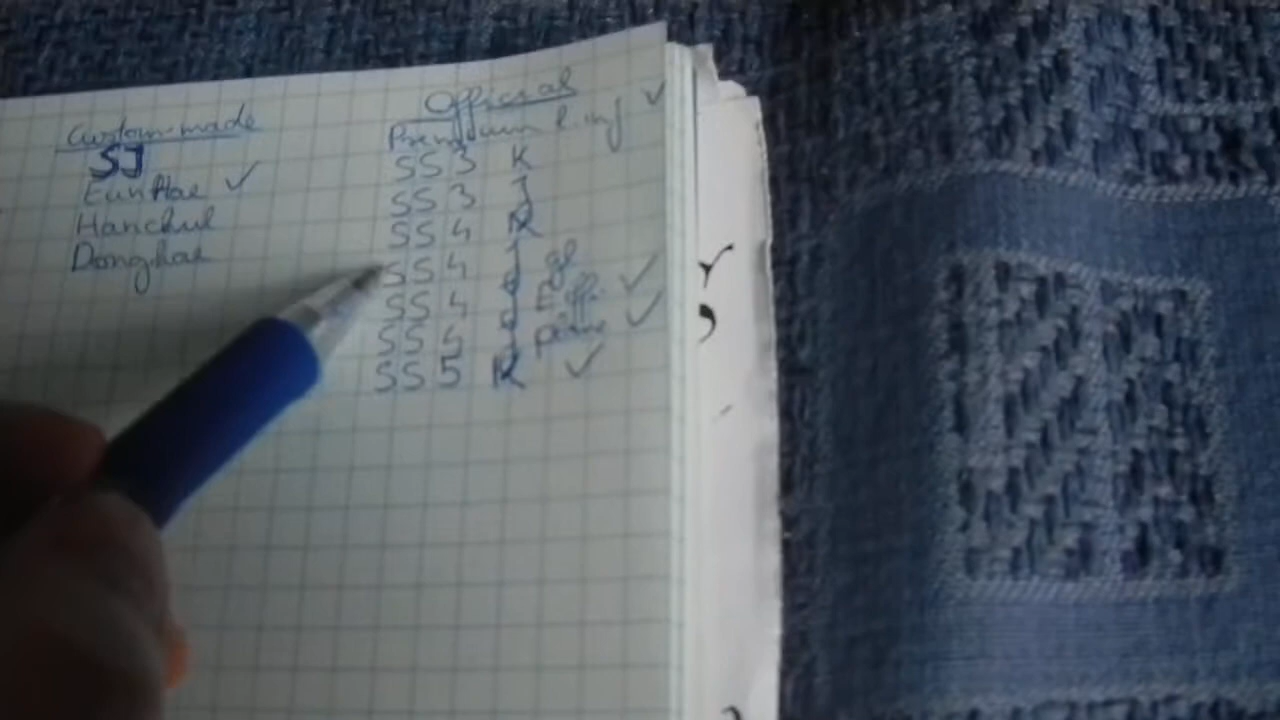 Custom-made
SJ
EunHae ✓
Hanchul
Donghae
Official
Premium Ring ✓
SS3 K
SS3 J
SS4 K
SS4 J
SS4 J ✓
SS5 J ✓
SS5 K ✓